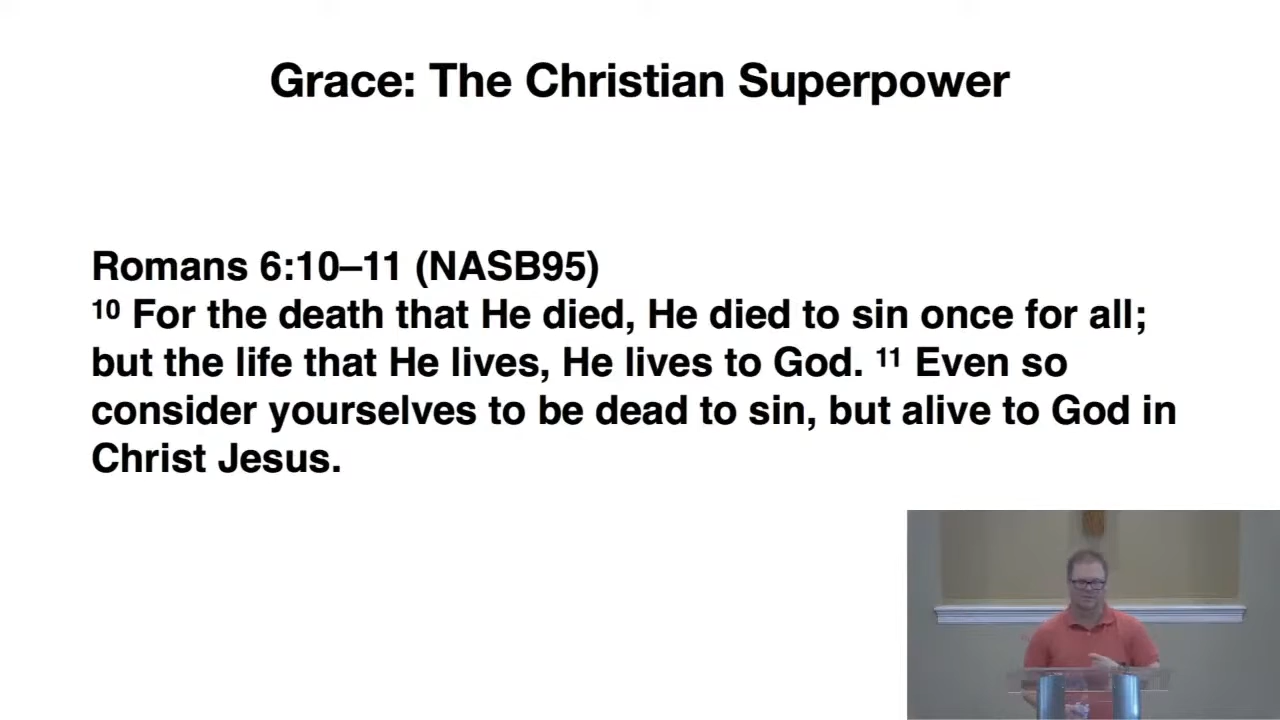 Grace: The Christian Superpower
Romans 6:10–11 (NASB95)
10 For the death that He died, He died to sin once for all;
but the life that He lives, He lives to God. 11 Even so
consider yourselves to be dead to sin, but alive to God in
Christ Jesus.